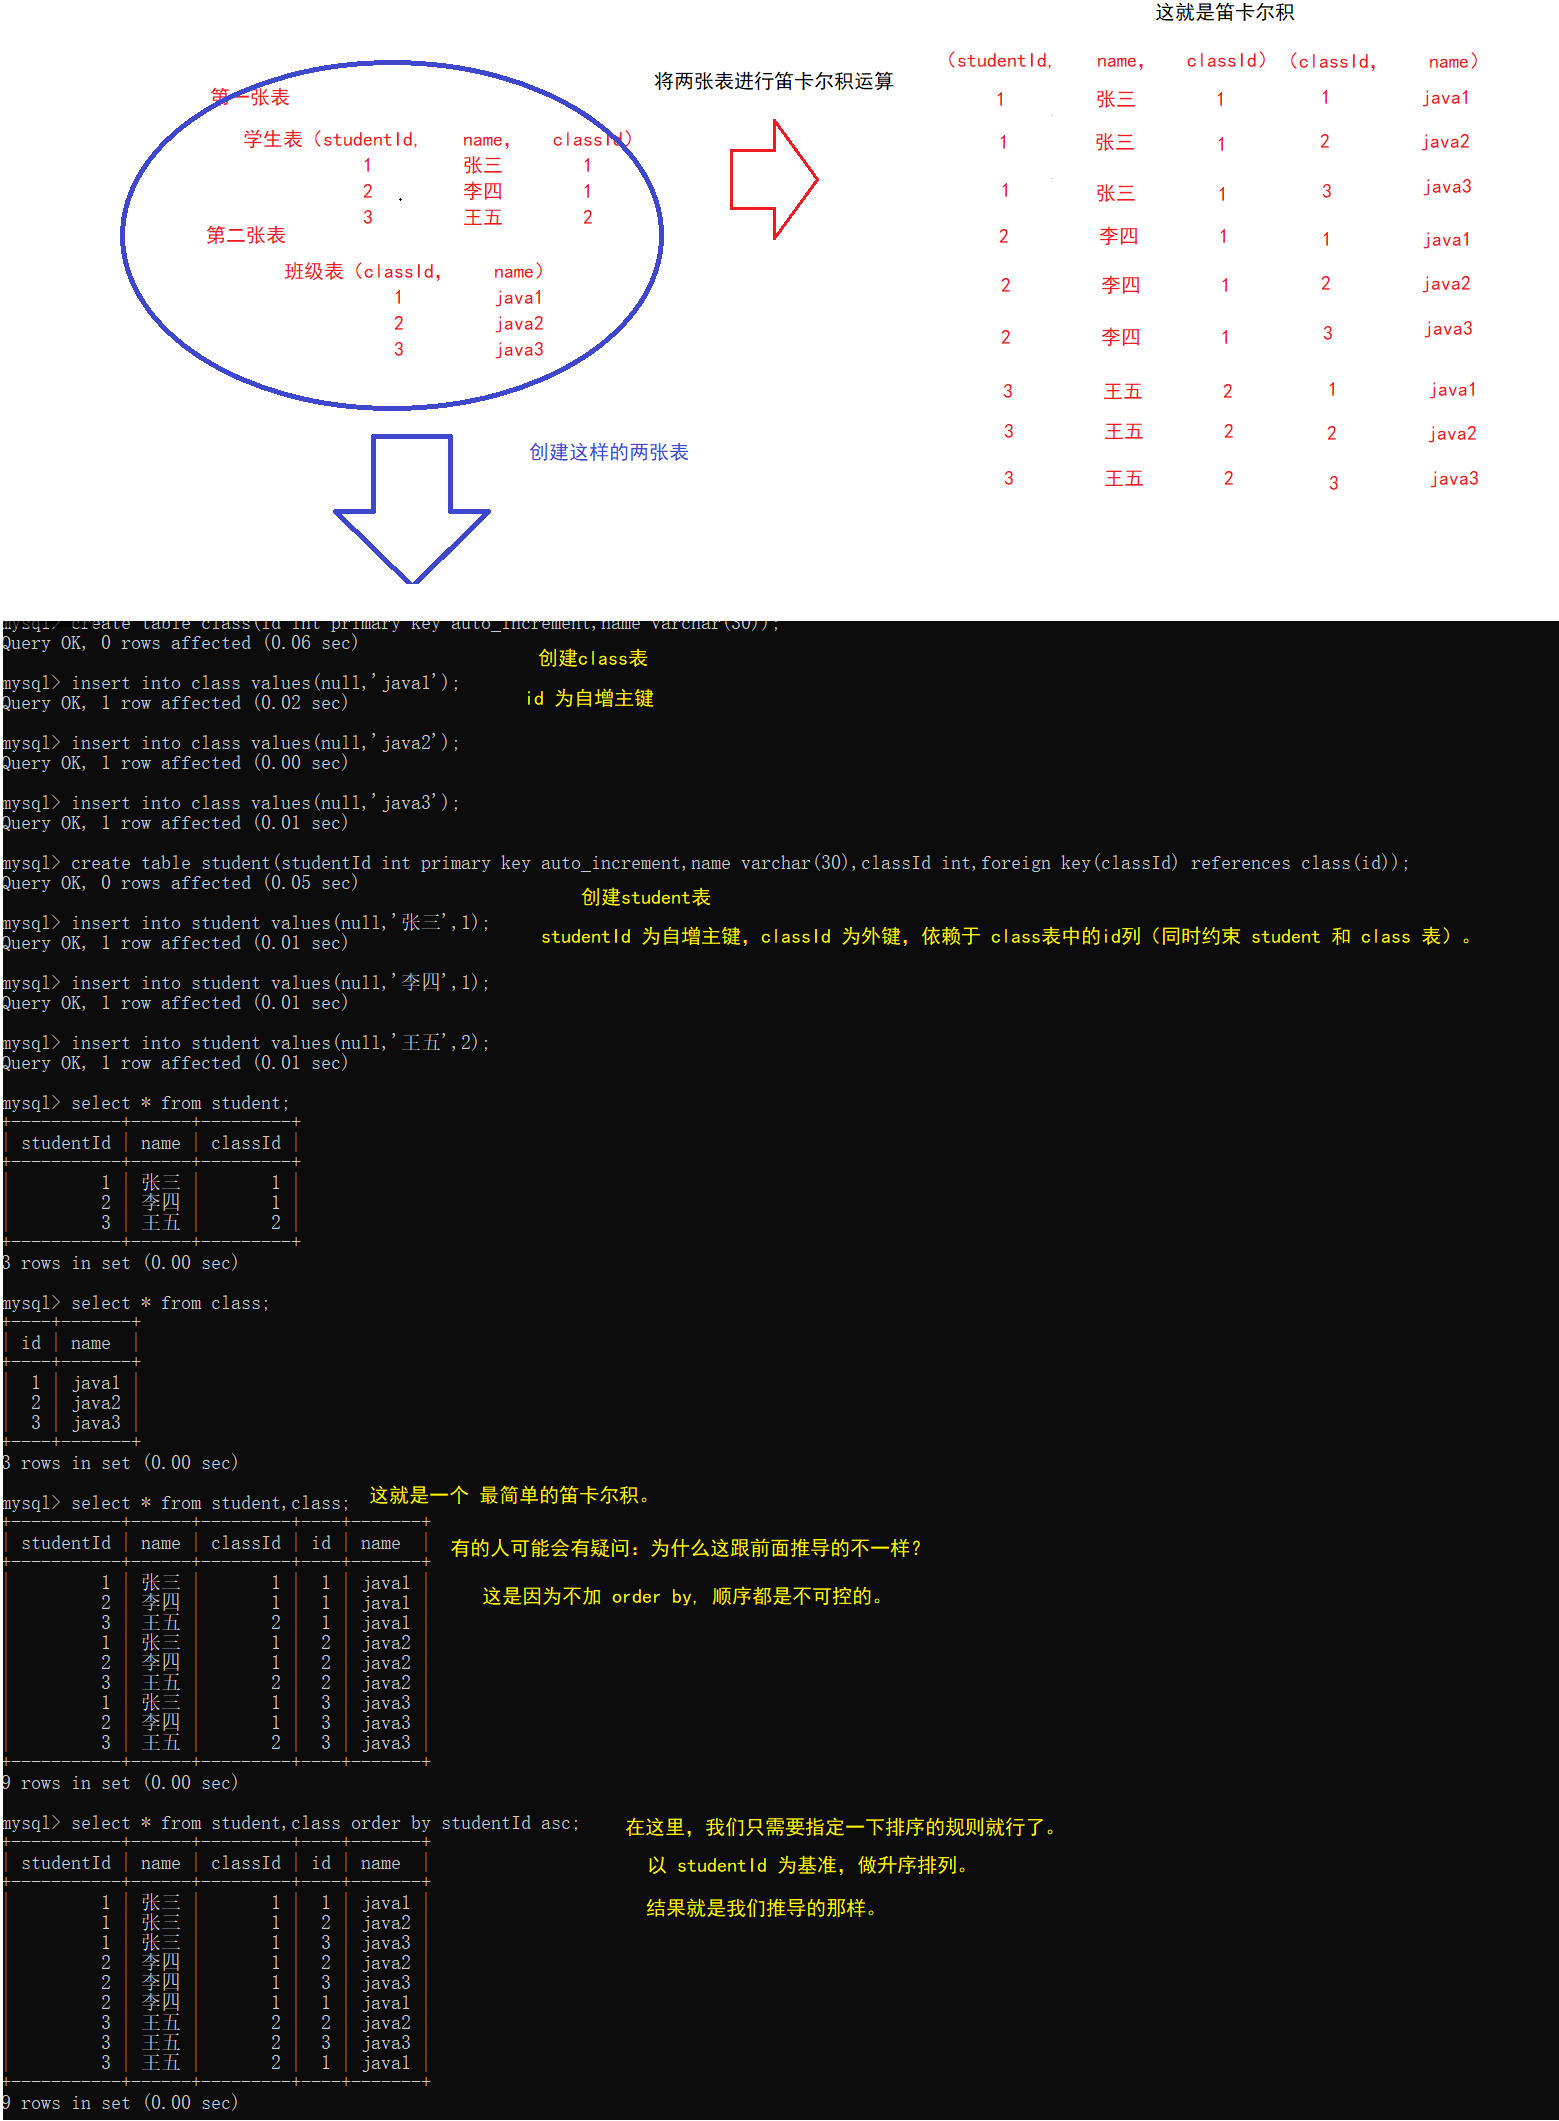 这就是笛卡尔积
将两张表进行笛卡尔积运算
第一张表
学生表（studentId, name, classId）
1 张三 1
2 李四 1
3 王五 2
第二张表
班级表（classId, name）
1 java1
2 java2
3 java3
（studentId, name, classId）（classId, name）
1 张三 1 1 java1
1 张三 1 2 java2
1 张三 1 3 java3
2 李四 1 1 java1
2 李四 1 2 java2
2 李四 1 3 java3
3 王五 2 1 java1
3 王五 2 2 java2
3 王五 2 3 java3
创建这样的两张表
mysql> create table class(id int primary key auto_increment,name varchar(30));
Query OK, 0 rows affected (0.06 sec)
创建class表
mysql> insert into class values(null,'java1');
id 为自增主键
Query OK, 1 row affected (0.02 sec)
mysql> insert into class values(null,'java2');
Query OK, 1 row affected (0.00 sec)
mysql> insert into class values(null,'java3');
Query OK, 1 row affected (0.01 sec)
mysql> create table student(studentId int primary key auto_increment,name varchar(30),classId int,foreign key(classId) references class(id));
Query OK, 0 rows affected (0.05 sec)
创建student表
mysql> insert into student values(null,'张三',1);
Query OK, 1 row affected (0.01 sec)
studentId 为自增主键，classId 为外键，依赖于 class表中的id列（同时约束 student 和 class 表）。
mysql> insert into student values(null,'李四',1);
Query OK, 1 row affected (0.01 sec)
mysql> insert into student values(null,'王五',2);
Query OK, 1 row affected (0.01 sec)
mysql> select * from student;
+-----------+------+---------+
| studentId | name | classId |
+-----------+------+---------+
| 1 | 张三 | 1 |
| 2 | 李四 | 1 |
| 3 | 王五 | 2 |
+-----------+------+---------+
3 rows in set (0.00 sec)
mysql> select * from class;
+----+-------+
| id | name |
+----+-------+
| 1 | java1 |
| 2 | java2 |
| 3 | java3 |
+----+-------+
3 rows in set (0.00 sec)
mysql> select * from student,class;
这就是一个 最简单的笛卡尔积。
+-----------+------+---------+----+-------+
| studentId | name | classId | id | name |
+-----------+------+---------+----+-------+
有的人可能会有疑问：为什么这跟前面推导的不一样？
| 1 | 张三 | 1 | 1 | java1 |
| 2 | 李四 | 1 | 1 | java1 |
这是因为不加 order by, 顺序都是不可控的。
| 3 | 王五 | 2 | 1 | java1 |
| 1 | 张三 | 1 | 2 | java2 |
| 2 | 李四 | 1 | 2 | java2 |
| 3 | 王五 | 2 | 2 | java2 |
| 1 | 张三 | 1 | 3 | java3 |
| 2 | 李四 | 1 | 3 | java3 |
| 3 | 王五 | 2 | 3 | java3 |
+-----------+------+---------+----+-------+
9 rows in set (0.00 sec)
mysql> select * from student,class order by studentId asc;
在这里，我们只需要指定一下排序的规则就行了。
+-----------+------+---------+----+-------+
| studentId | name | classId | id | name |
以 studentId 为基准，做升序排列。
+-----------+------+---------+----+-------+
| 1 | 张三 | 1 | 1 | java1 |
结果就是我们推导的那样。
| 1 | 张三 | 1 | 2 | java2 |
| 1 | 张三 | 1 | 3 | java3 |
| 2 | 李四 | 1 | 2 | java2 |
| 2 | 李四 | 1 | 3 | java3 |
| 2 | 李四 | 1 | 1 | java1 |
| 3 | 王五 | 2 | 2 | java2 |
| 3 | 王五 | 2 | 3 | java3 |
| 3 | 王五 | 2 | 1 | java1 |
+-----------+------+---------+----+-------+
9 rows in set (0.00 sec)